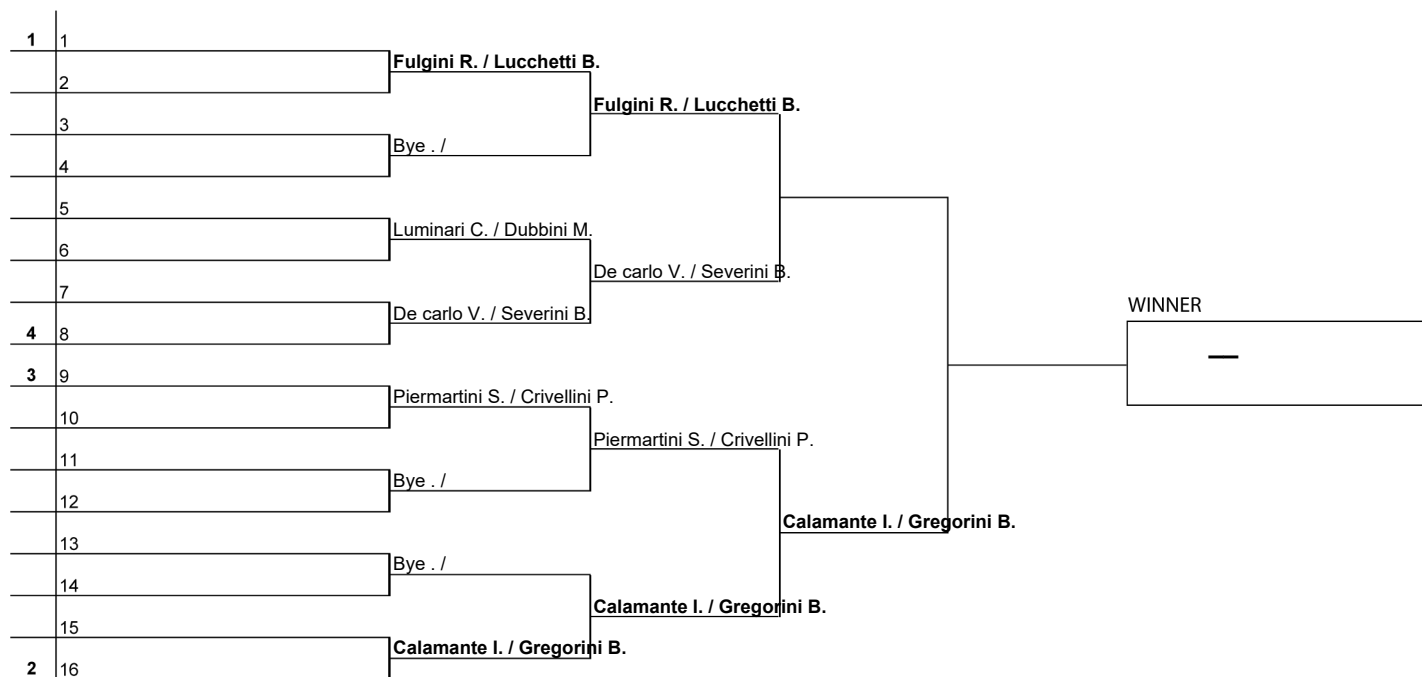 1 1
Fulgini R. / Lucchetti B.
2
Fulgini R. / Lucchetti B.
3
Bye . /
4
5
Luminari C. / Dubbini M.
6
De carlo V. / Severini B.
7
De carlo V. / Severini B.
4 8
WINNER
—
3 9
Piermartini S. / Crivellini P.
10
Piermartini S. / Crivellini P.
11
Bye . /
12
Calamante I. / Gregorini B.
13
Bye . /
14
Calamante I. / Gregorini B.
15
Calamante I. / Gregorini B.
2 16